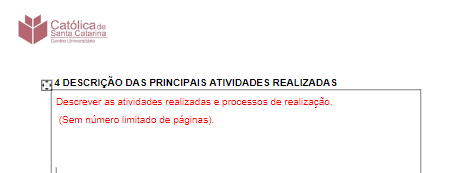 Católica de
Santa Catarina
Centro Universitário
4 DESCRIÇÃO DAS PRINCIPAIS ATIVIDADES REALIZADAS
Descrever as atividades realizadas e processos de realização.
(Sem número limitado de páginas).